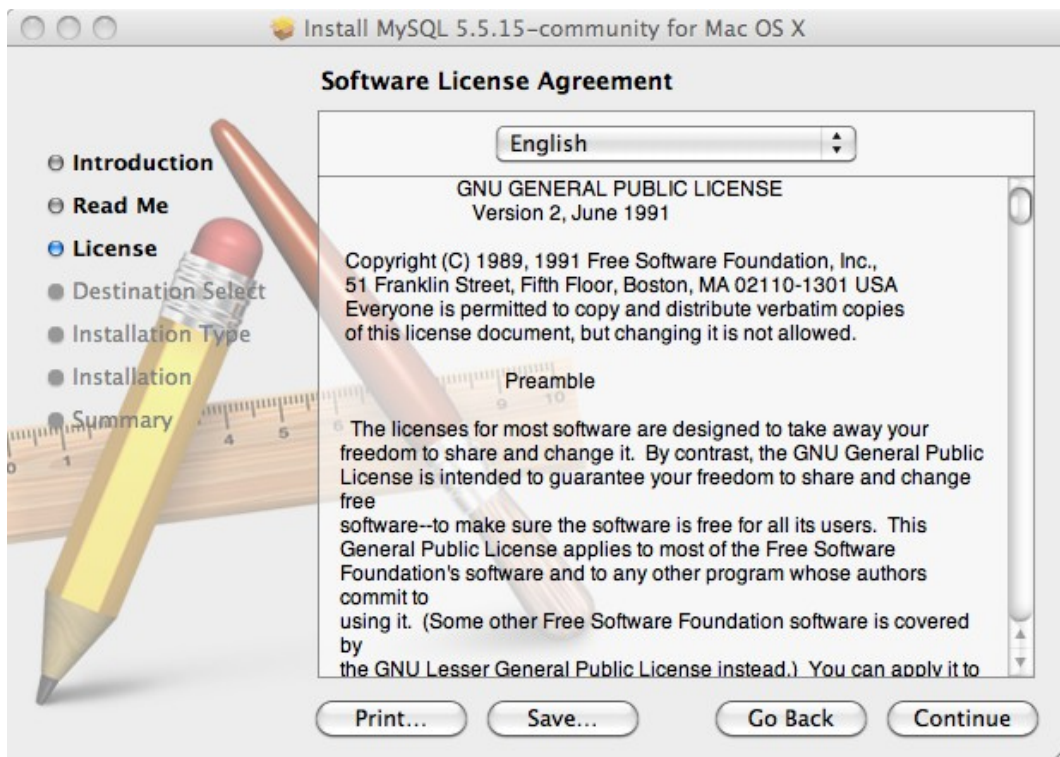 Install MySQL 5.5.15-community for Mac OS X
Software License Agreement
Introduction
Read Me
License
Destination Select
Installation Type
Installation
Summary
English
GNU GENERAL PUBLIC LICENSE
Version 2, June 1991
Copyright (C) 1989, 1991 Free Software Foundation, Inc.,
51 Franklin Street, Fifth Floor, Boston, MA 02110-1301 USA
Everyone is permitted to copy and distribute verbatim copies
of this license document, but changing it is not allowed.
Preamble
The licenses for most software are designed to take away your
freedom to share and change it.  By contrast, the GNU General Public
License is intended to guarantee your freedom to share and change
free
software--to make sure the software is free for all its users.  This
General Public License applies to most of the Free Software
Foundation's software and to any other program whose authors
commit to
using it.  (Some other Free Software Foundation software is covered
by
the GNU Lesser General Public License instead.)  You can apply it to
0 1 4 5 6 9 10
Print...
Save...
Go Back
Continue